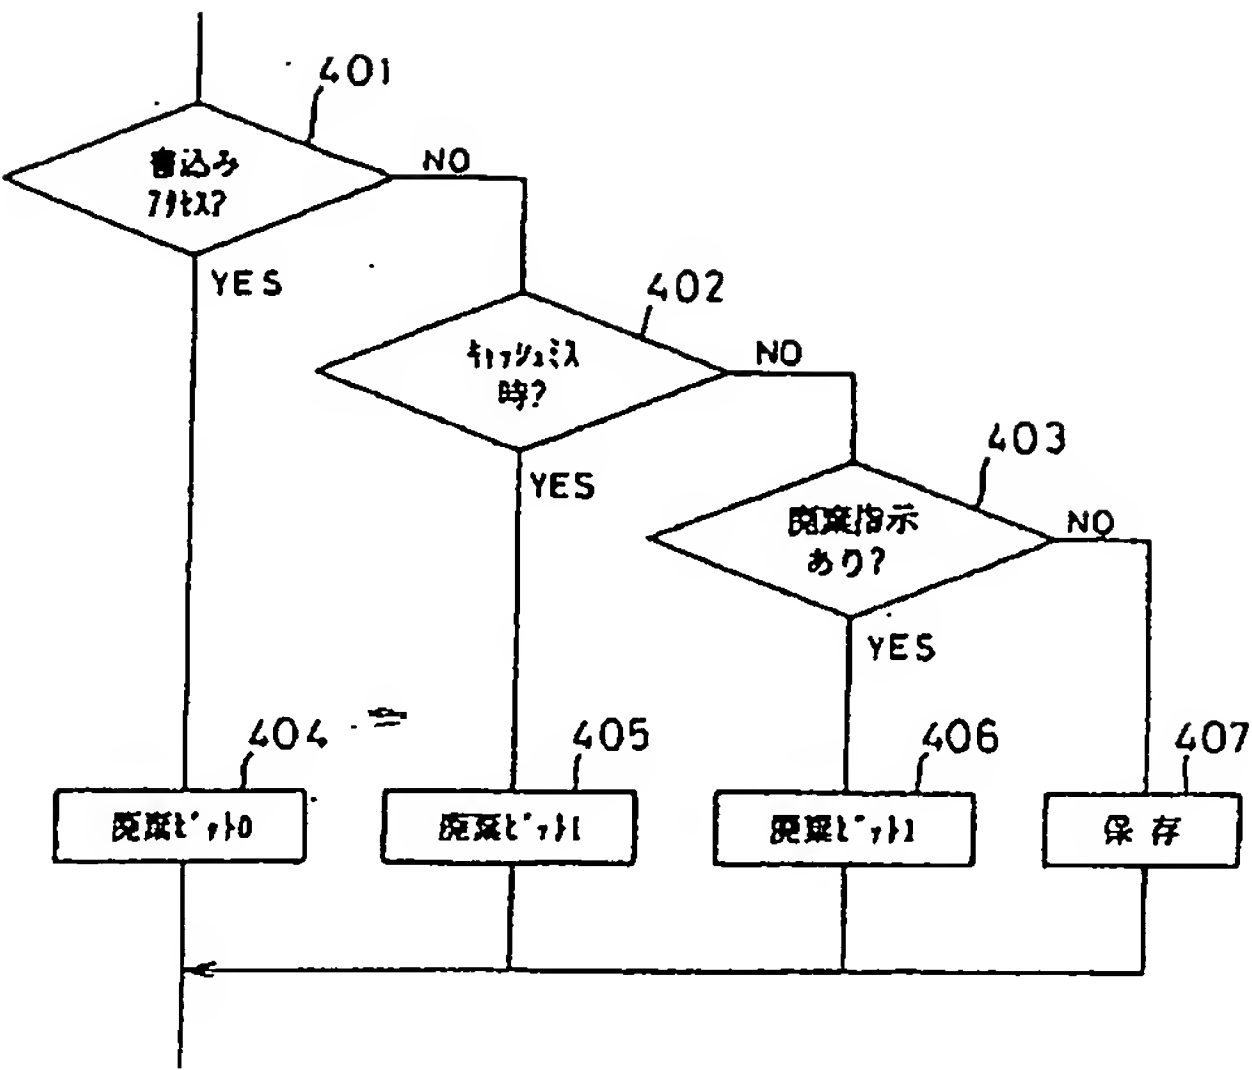 401
書込み
アクセス?
NO
YES
402
キャッシュミス
時?
NO
YES
403
廃棄指示
あり?
NO
YES
404
405
406
407
廃棄ビット0
廃棄ビット1
廃棄ビット
保存